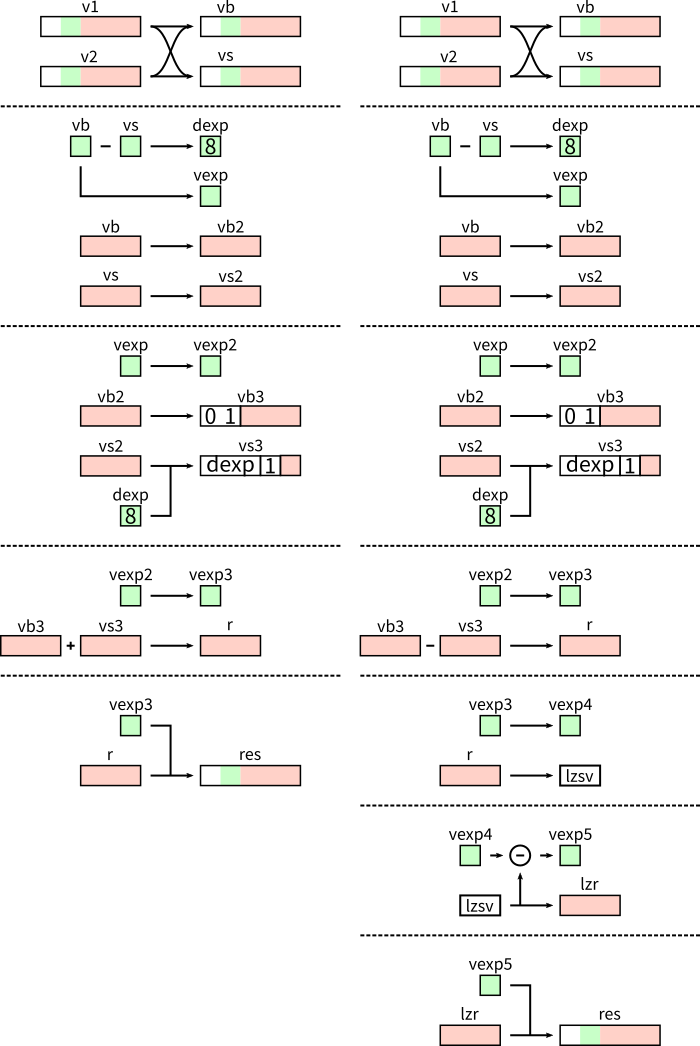 v1 vb
v2 vs
vb vs dexp
− 8
vexp
vb vb2
vs vs2
vexp vexp2
vb2 vb3
0 1
vs2 vs3
dexp 1
dexp
8
vexp2 vexp3
vb3 vs3 r
+
vexp3
r res
v1 vb
v2 vs
vb vs dexp
− 8
vexp
vb vb2
vs vs2
vexp vexp2
vb2 vb3
0 1
vs2 vs3
dexp 1
dexp
8
vexp2 vexp3
vb3 vs3 r
−
vexp3 vexp4
r
lzsv
vexp4 vexp5
−
lzr
lzsv
vexp5
lzr res